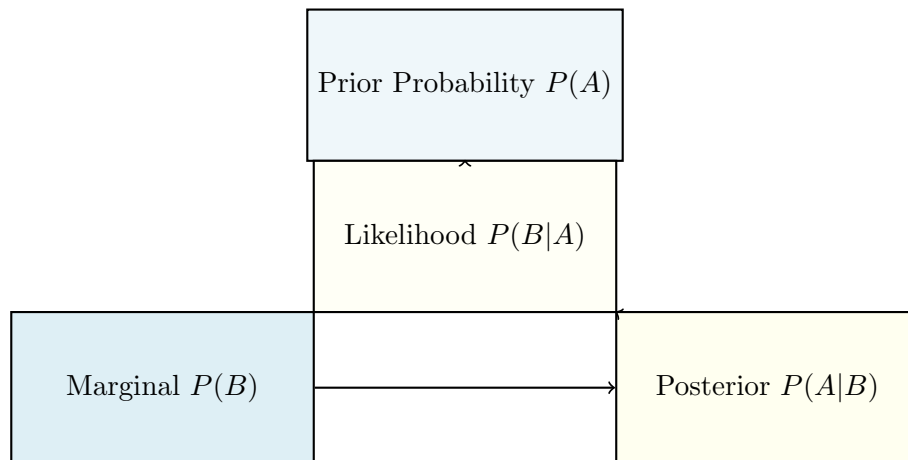 Prior Probability P(A)
Likelihood P(B|A)
Marginal P(B)
Posterior P(A|B)